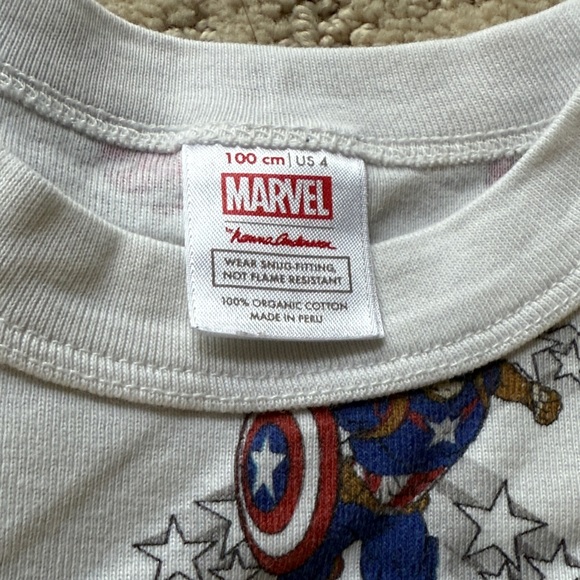 100 cm | US 4
MARVEL
by hanna andersson
WEAR SNUG-FITTING,
NOT FLAME RESISTANT
100% ORGANIC COTTON
MADE IN PERU